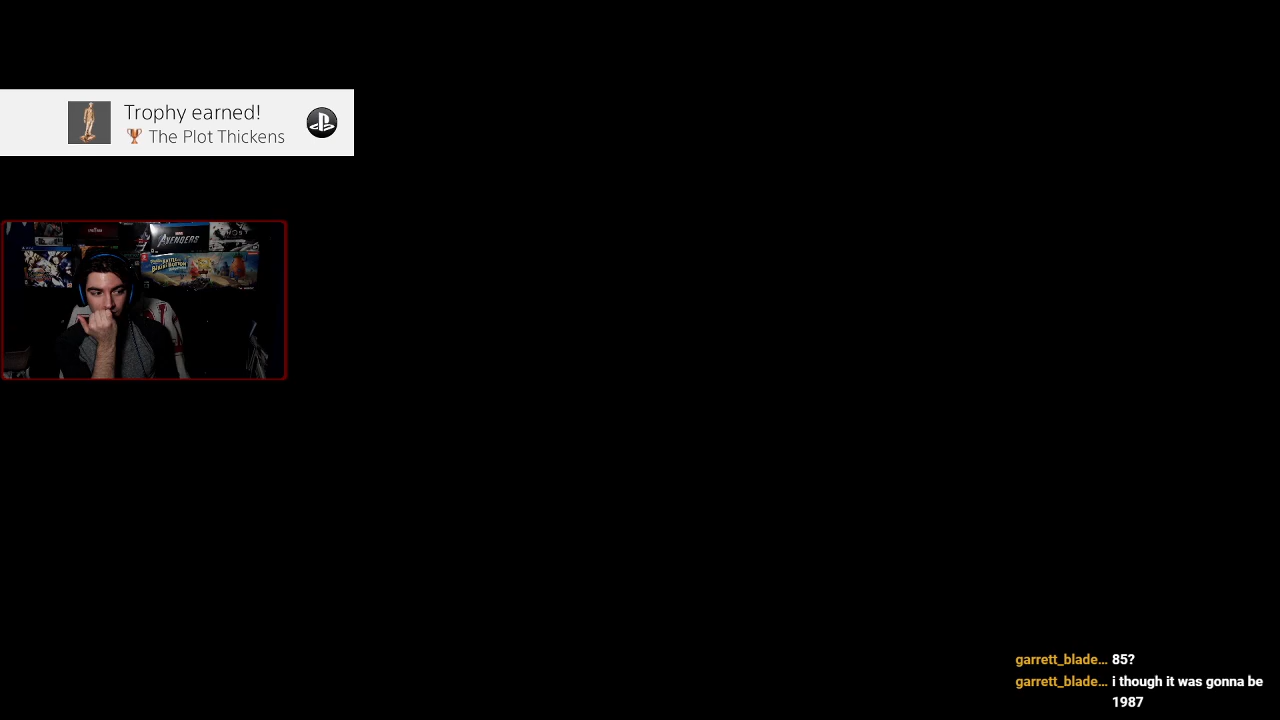 Trophy earned!
The Plot Thickens
AVENGERS
garrett_blade... 85?
garrett_blade... i though it was gonna be
1987